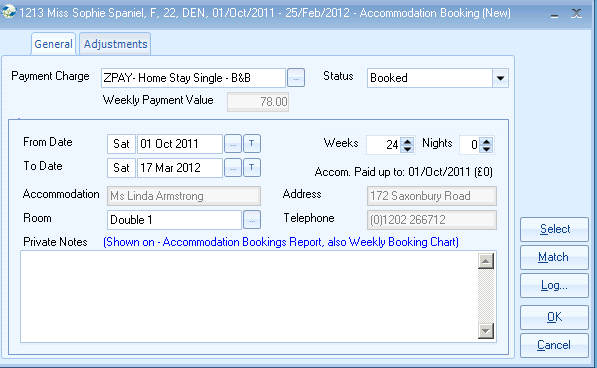 1213 Miss Sophie Spaniel, F, 22, DEN, 01/Oct/2011 - 25/Feb/2012 - Accommodation Booking (New)
General Adjustments
Payment Charge ZPAY- Home Stay Single - B&B ... Status Booked
Weekly Payment Value 78.00
From Date Sat 01 Oct 2011 ... T Weeks 24 Nights 0
To Date Sat 17 Mar 2012 ... T Accom. Paid up to: 01/Oct/2011 (£0)
Accommodation Ms Linda Armstrong Address 172 Saxonbury Road
Room Double 1 ... Telephone (0)1202 266712
Private Notes (Shown on - Accommodation Bookings Report, also Weekly Booking Chart)
Select
Match
Log...
OK
Cancel